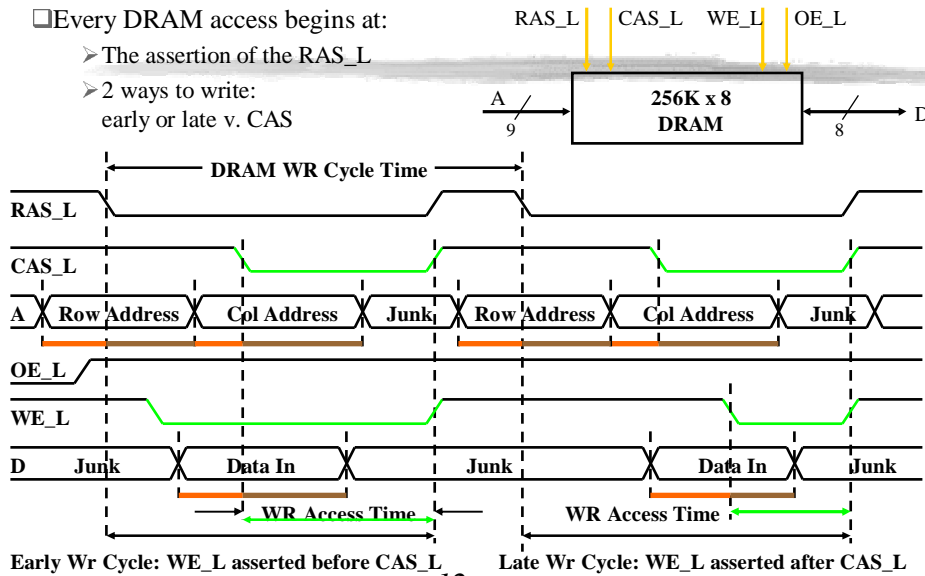 ❑Every DRAM access begins at:
➢The assertion of the RAS_L
➢2 ways to write:
early or late v. CAS
RAS_L CAS_L WE_L OE_L
A 256K x 8 D
9 DRAM 8
DRAM WR Cycle Time
RAS_L
CAS_L
A Row Address Col Address Junk Row Address Col Address Junk
OE_L
WE_L
D Junk Data In Junk Data In Junk
WR Access Time WR Access Time
Early Wr Cycle: WE_L asserted before CAS_L Late Wr Cycle: WE_L asserted after CAS_L